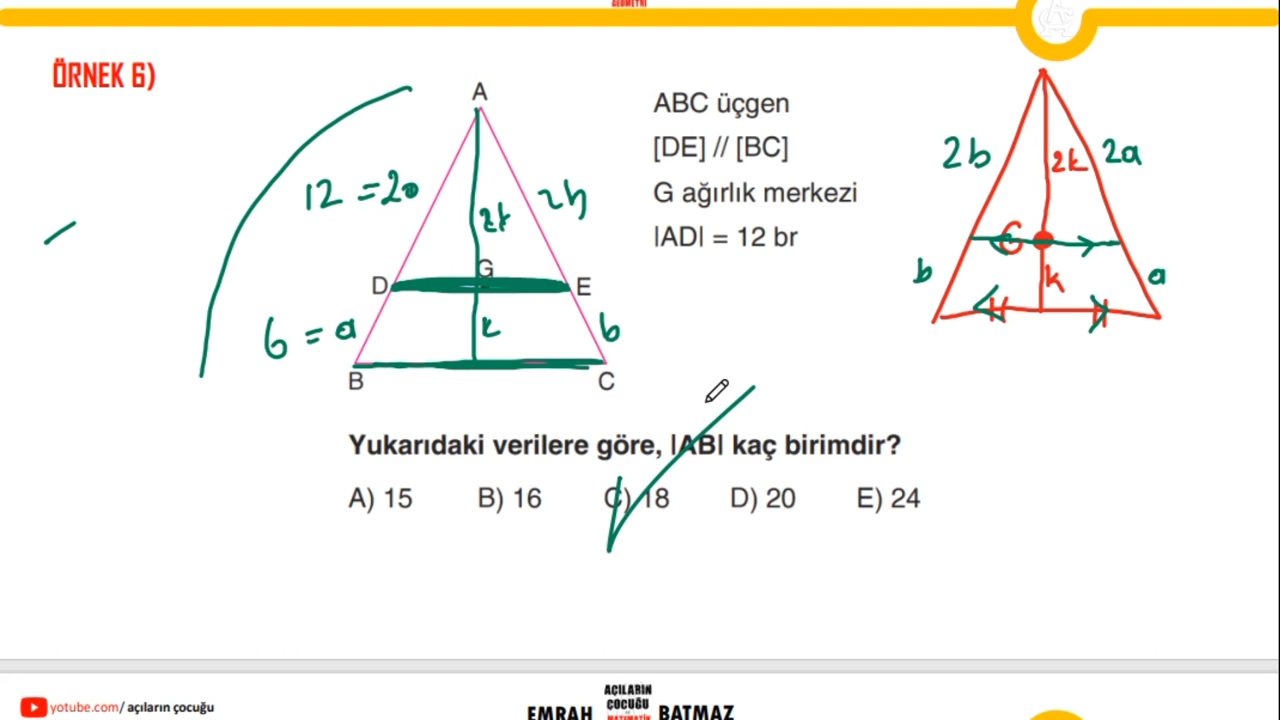 GEOMETRİ
ÖRNEK 6)
A
ABC üçgen
[DE] // [BC]
G ağırlık merkezi
|AD| = 12 br
12 = 2a
2k
2b
G
D
E
6 = a
k
b
B
C
2b
2k
2a
G
b
k
a
Yukarıdaki verilere göre, |AB| kaç birimdir?
A) 15 B) 16 C) 18 D) 20 E) 24
yotube.com/ açıların çocuğu
AÇILARIN
ÇOCUĞU
MATEMATİK
EMRAH BATMAZ